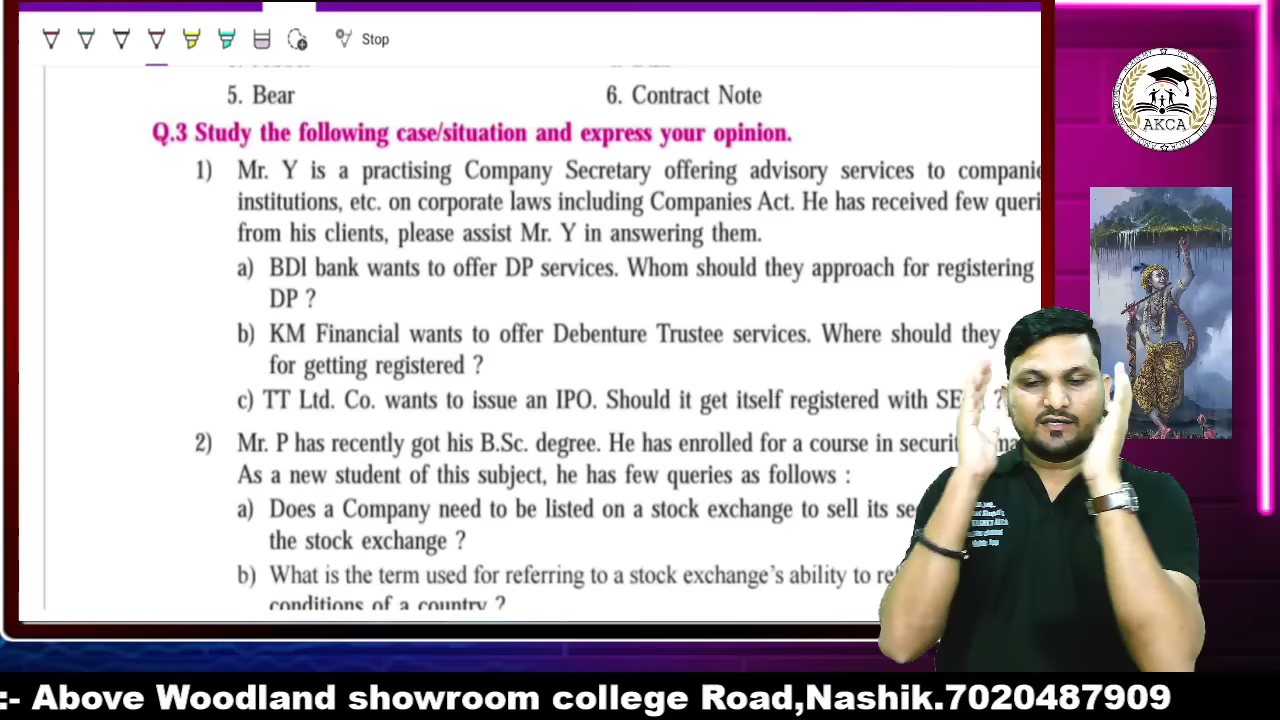 Stop
5. Bear
6. Contract Note
Q.3 Study the following case/situation and express your opinion.
1) Mr. Y is a practising Company Secretary offering advisory services to companie
institutions, etc. on corporate laws including Companies Act. He has received few queri
from his clients, please assist Mr. Y in answering them.
a) BDI bank wants to offer DP services. Whom should they approach for registering
DP ?
b) KM Financial wants to offer Debenture Trustee services. Where should they
for getting registered ?
c) TT Ltd. Co. wants to issue an IPO. Should it get itself registered with SE ?
2) Mr. P has recently got his B.Sc. degree. He has enrolled for a course in securit ma
As a new student of this subject, he has few queries as follows :
a) Does a Company need to be listed on a stock exchange to sell its se
the stock exchange ?
b) What is the term used for referring to a stock exchange's ability to ref
conditions of a country ?
AKCA
:- Above Woodland showroom college Road,Nashik.7020487909